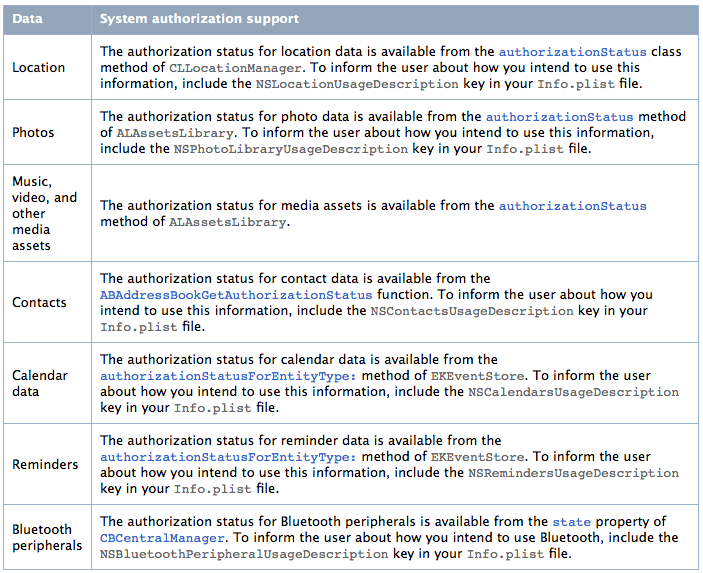 Data System authorization support
Location
The authorization status for location data is available from the authorizationStatus class
method of CLLocationManager. To inform the user about how you intend to use this
information, include the NSLocationUsageDescription key in your Info.plist file.
Photos
The authorization status for photo data is available from the authorizationStatus method
of ALAssetsLibrary. To inform the user about how you intend to use this information,
include the NSPhotoLibraryUsageDescription key in your Info.plist file.
Music,
video, and
other
media
assets
The authorization status for media assets is available from the authorizationStatus
method of ALAssetsLibrary.
Contacts
The authorization status for contact data is available from the
ABAddressBookGetAuthorizationStatus function. To inform the user about how you
intend to use this information, include the NSContactsUsageDescription key in your
Info.plist file.
Calendar
data
The authorization status for calendar data is available from the
authorizationStatusForEntityType: method of EKEventStore. To inform the user
about how you intend to use this information, include the NSCalendarsUsageDescription
key in your Info.plist file.
Reminders
The authorization status for reminder data is available from the
authorizationStatusForEntityType: method of EKEventStore. To inform the user
about how you intend to use this information, include the NSRemindersUsageDescription
key in your Info.plist file.
Bluetooth
peripherals
The authorization status for Bluetooth peripherals is available from the state property of
CBCentralManager. To inform the user about how you intend to use Bluetooth, include the
NSBluetoothPeripheralUsageDescription key in your Info.plist file.